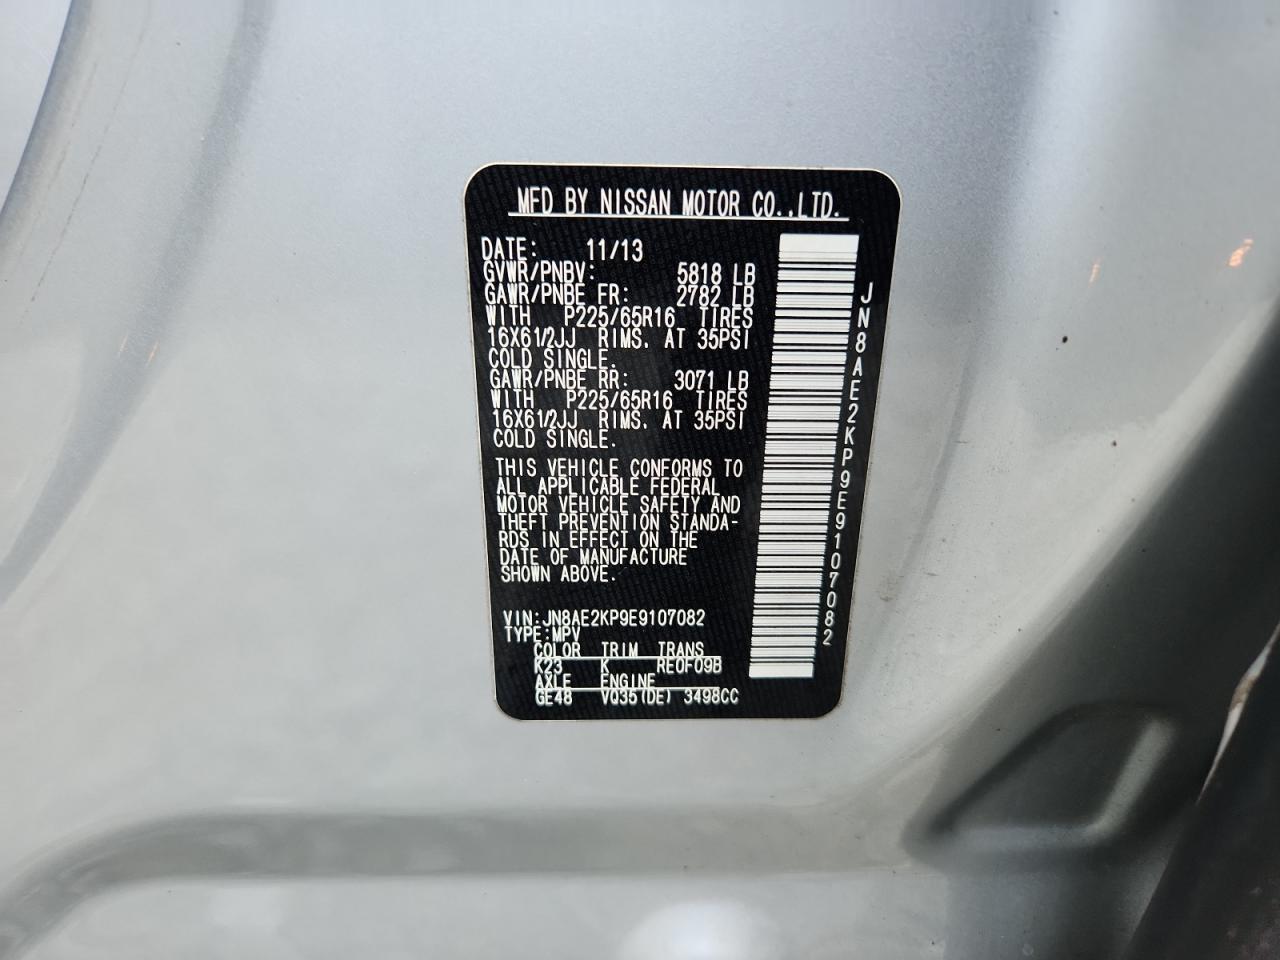 MFD BY NISSAN MOTOR CO.,LTD.
DATE: 11/13
GVWR/PNBV: 5818 LB
GAWR/PNBE FR: 2782 LB
WITH P225/65R16 TIRES
16X61/2JJ RIMS. AT 35PSI
COLD SINGLE.
GAWR/PNBE RR: 3071 LB
WITH P225/65R16 TIRES
16X61/2JJ RIMS. AT 35PSI
COLD SINGLE.
THIS VEHICLE CONFORMS TO
ALL APPLICABLE FEDERAL
MOTOR VEHICLE SAFETY AND
THEFT PREVENTION STANDA-
RDS IN EFFECT ON THE
DATE OF MANUFACTURE
SHOWN ABOVE.
VIN:JN8AE2KP9E9107082
TYPE:MPV
COLOR TRIM TRANS
K23 K RE0F09B
AXLE ENGINE
GE48 VQ35(DE) 3498CC
JN8AE2KP9E9107082